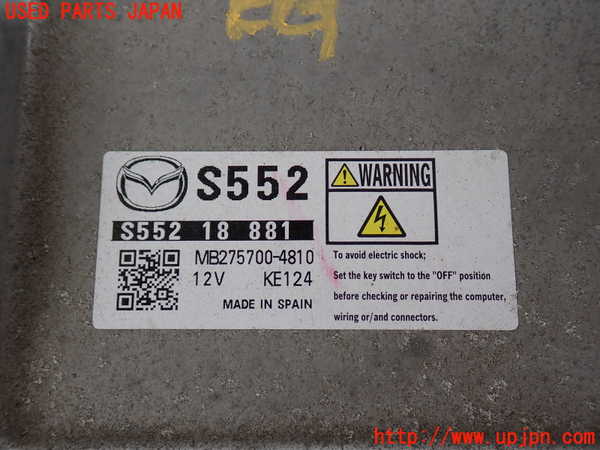 USED PARTS JAPAN
S552
S552 18 881
MB275700-4810
12V KE124
MADE IN SPAIN
WARNING
To avoid electric shock;
Set the key switch to the "OFF" position
before checking or repairing the computer,
wiring or/and connectors.
http://www.upjpn.com/